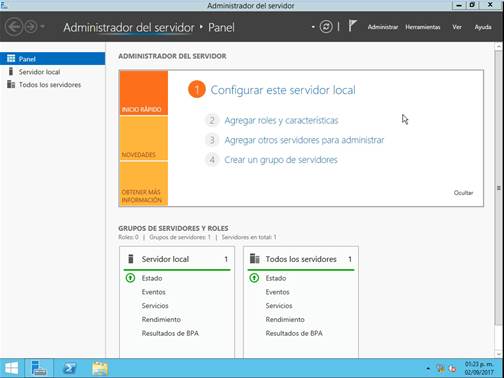 Administrador del servidor
Administrador del servidor • Panel
Administrar Herramientas Ver Ayuda
Panel
Servidor local
Todos los servidores
ADMINISTRADOR DEL SERVIDOR
INICIO RÁPIDO
NOVEDADES
OBTENER MÁS INFORMACIÓN
1 Configurar este servidor local
2 Agregar roles y características
3 Agregar otros servidores para administrar
4 Crear un grupo de servidores
Ocultar
GRUPOS DE SERVIDORES Y ROLES
Roles: 0 | Grupos de servidores: 1 | Servidores en total: 1
Servidor local 1
Estado
Eventos
Servicios
Rendimiento
Resultados de BPA
Todos los servidores 1
Estado
Eventos
Servicios
Rendimiento
Resultados de BPA
01:23 p. m.
02/09/2017